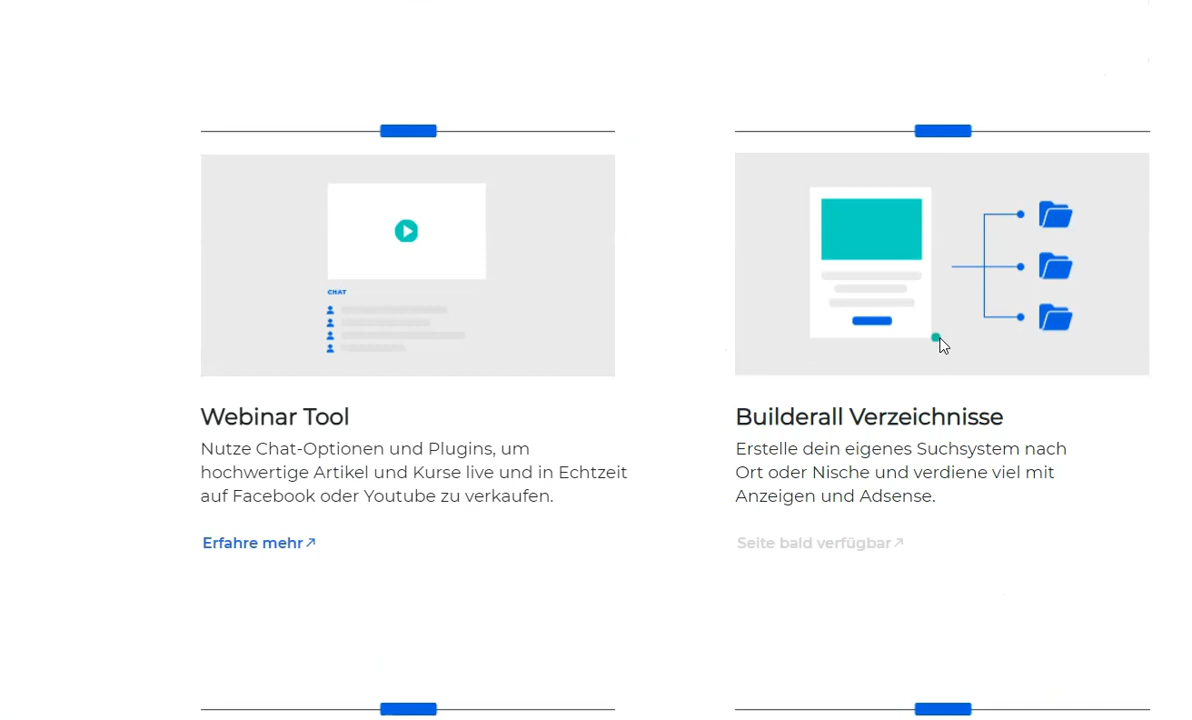 CHAT
Webinar Tool
Nutze Chat-Optionen und Plugins, um
hochwertige Artikel und Kurse live und in Echtzeit
auf Facebook oder Youtube zu verkaufen.
Erfahre mehr
Builderall Verzeichnisse
Erstelle dein eigenes Suchsystem nach
Ort oder Nische und verdiene viel mit
Anzeigen und Adsense.
Seite bald verfügbar